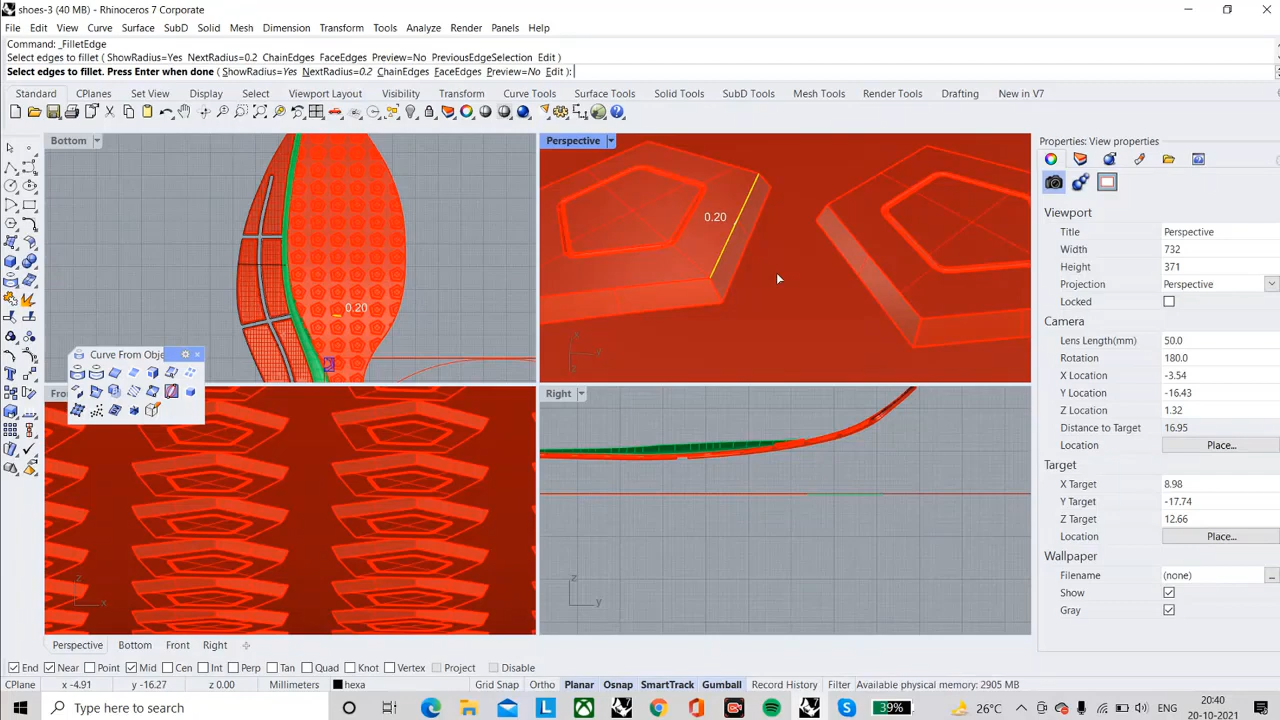 shoes-3 (40 MB) - Rhinoceros 7 Corporate
File Edit View Curve Surface SubD Solid Mesh Dimension Transform Tools Analyze Render Panels Help
Command: _FilletEdge
Select edges to fillet ( ShowRadius=Yes NextRadius=0.2 ChainEdges FaceEdges Preview=No PreviousEdgeSelection Edit )
Select edges to fillet. Press Enter when done ( ShowRadius=Yes NextRadius=0.2 ChainEdges FaceEdges Preview=No Edit ):
Standard CPlanes Set View Display Select Viewport Layout Visibility Transform Curve Tools Surface Tools Solid Tools SubD Tools Mesh Tools Render Tools Drafting New in V7
Bottom
0.20
Perspective
0.20
Curve From Obje
Right
z
x
z
y
Properties: View properties
Viewport
Title Perspective
Width 732
Height 371
Projection Perspective
Locked
Camera
Lens Length(mm) 50.0
Rotation 180.0
X Location -3.54
Y Location -16.43
Z Location 1.32
Distance to Target 16.95
Location Place...
Target
X Target 8.98
Y Target -17.74
Z Target 12.66
Location Place...
Wallpaper
Filename (none) ...
Show
Gray
Perspective Bottom Front Right
End Near Point Mid Cen Int Perp Tan Quad Knot Vertex Project Disable
CPlane x -4.91 y -16.27 z 0.00 Millimeters hexa Grid Snap Ortho Planar Osnap SmartTrack Gumball Record History Filter Available physical memory: 2905 MB
Type here to search
39%
26°C
ENG
20:40
20-10-2021